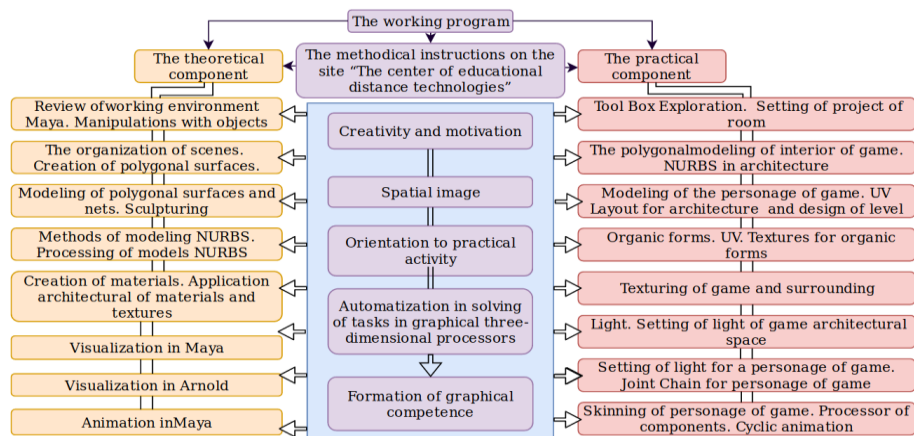 The working program
The theoretical
component
The methodical instructions on the
site “The center of educational
distance technologies”
The practical
component
Review ofworking environment
Maya. Manipulations with objects
The organization of scenes.
Creation of polygonal surfaces.
Modeling of polygonal surfaces and
nets. Sculpturing
Methods of modeling NURBS.
Processing of models NURBS
Creation of materials. Application
architectural of materials and
textures
Visualization in Maya
Visualization in Arnold
Animation inMaya
Creativity and motivation
Spatial image
Orientation to practical
activity
Automatization in solving
of tasks in graphical three-
dimensional processors
Formation of graphical
competence
Tool Box Exploration. Setting of project of
room
The polygonalmodeling of interior of game.
NURBS in architecture
Modeling of the personage of game. UV
Layout for architecture and design of level
Organic forms. UV. Textures for organic
forms
Texturing of game and surrounding
Light. Setting of light of game architectural
space
Setting of light for a personage of game.
Joint Chain for personage of game
Skinning of personage of game. Processor of
components. Cyclic animation